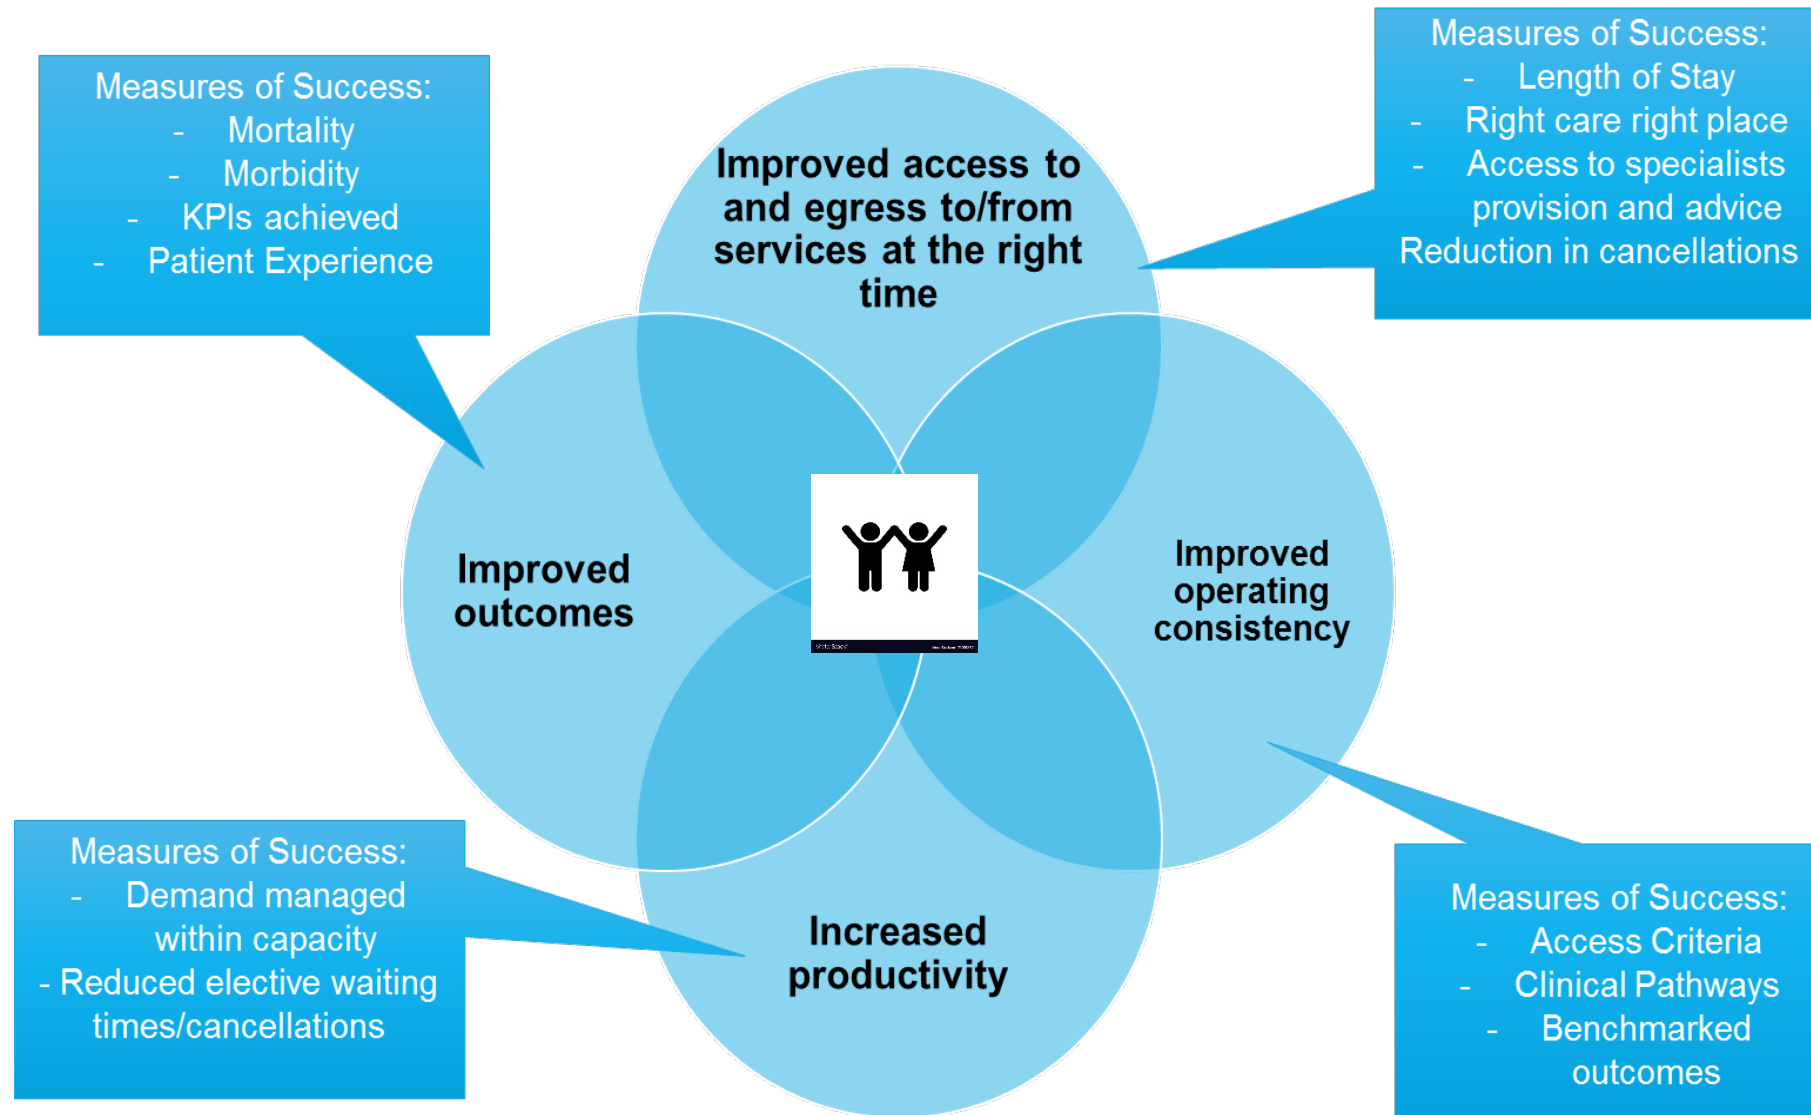 Measures of Success:
- Mortality
- Morbidity
- KPIs achieved
- Patient Experience
Measures of Success:
- Length of Stay
- Right care right place
- Access to specialists
provision and advice
Reduction in cancellations
Improved access to
and egress to/from
services at the right
time
Improved
outcomes
Improved
operating
consistency
Increased
productivity
Measures of Success:
- Demand managed
within capacity
- Reduced elective waiting
times/cancellations
Measures of Success:
- Access Criteria
- Clinical Pathways
- Benchmarked
outcomes